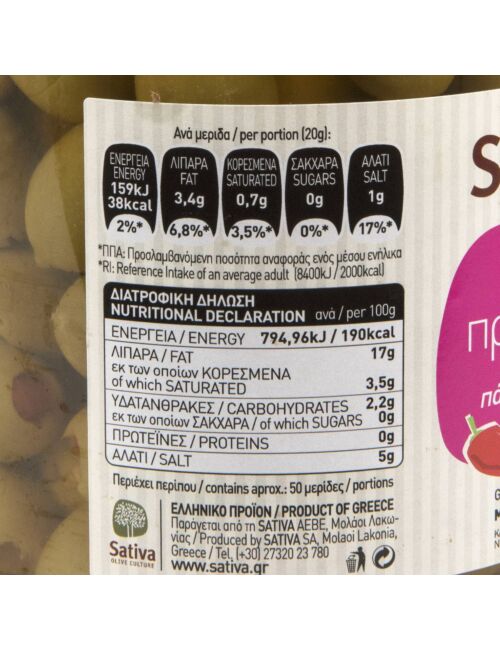 Ανά μεριδα / per portion (20g):
ΕΝΕΡΓΕΙΑ ENERGY 159kJ 38kcal 2%*
ΛΙΠΑΡΑ FAT 3,4g 6,8%*
ΚΟΡΕΣΜΕΝΑ SATURATED 0,7g 3,5%*
ΣΑΚΧΑΡΑ SUGARS 0g 0%*
ΑΛΑΤΙ SALT 1g 17%*
*ΠΠΑ: Προσλαμβανόμενη ποσότητα αναφοράς ενός μέσου ενήλικα
*RI: Reference Intake of an average adult (8400kJ / 2000kcal)
ΔΙΑΤΡΟΦΙΚΗ ΔΗΛΩΣΗ
NUTRITIONAL DECLARATION ανά / per 100g
ΕΝΕΡΓΕΙΑ / ENERGY 794,96kJ / 190kcal
ΛΙΠΑΡΑ / FAT 17g
εκ των οποίων ΚΟΡΕΣΜΕΝΑ
of which SATURATED 3,5g
ΥΔΑΤΑΝΘΡΑΚΕΣ / CARBOHYDRATES 2,2g
εκ των οποίων ΣΑΚΧΑΡΑ / of which SUGARS 0g
ΠΡΩΤΕΪΝΕΣ / PROTEINS 0g
ΑΛΑΤΙ / SALT 5g
Περιέχει περίπου / contains aprox.: 50 μερίδες / portions
ΕΛΛΗΝΙΚΟ ΠΡΟΪΟΝ / PRODUCT OF GREECE
Παράγεται από τη SATIVA ΑΕΒΕ, Μολάοι Λακω-
νίας / Produced by SATIVA SA, Molaoi Lakonia,
Greece / Tel. (+30) 27320 23 780
www.sativa.gr
Sativa
OLIVE CULTURE
S
πρ
πά